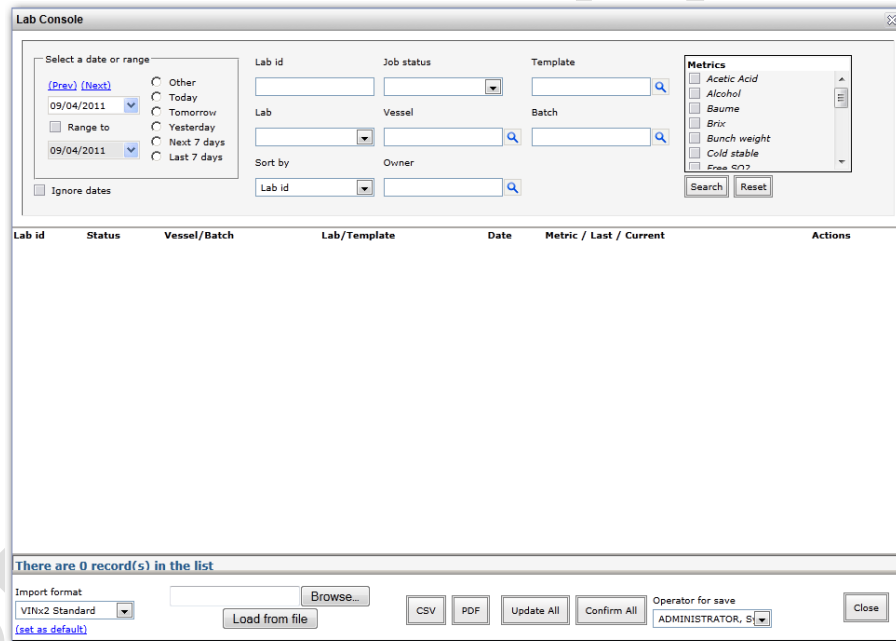 Lab Console
Select a date or range
(Prev) (Next)
09/04/2011
Range to
09/04/2011
Other
Today
Tomorrow
Yesterday
Next 7 days
Last 7 days
Ignore dates
Lab id
Job status
Template
Lab
Vessel
Batch
Sort by
Owner
Lab id
Metrics
Acetic Acid
Alcohol
Baume
Brix
Bunch weight
Cold stable
Free SO2
Search Reset
Lab id Status Vessel/Batch Lab/Template Date Metric / Last / Current Actions
There are 0 record(s) in the list
Import format
VINx2 Standard
(set as default)
Browse...
Load from file
CSV PDF Update All Confirm All
Operator for save
ADMINISTRATOR, S
Close